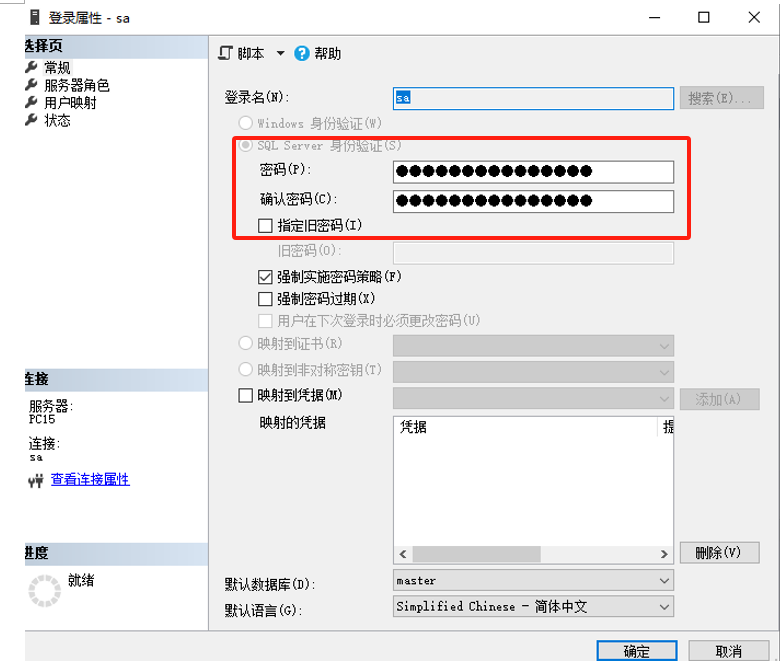 登录属性 - sa
选择页
常规
服务器角色
用户映射
状态
脚本
帮助
登录名(N):
sa
搜索(E)...
Windows 身份验证(W)
SQL Server 身份验证(S)
密码(P):
●●●●●●●●●●●●●●●
确认密码(C):
●●●●●●●●●●●●●●●
指定旧密码(I)
旧密码(O):
强制实施密码策略(F)
强制密码过期(X)
用户在下次登录时必须更改密码(U)
映射到证书(R)
映射到非对称密钥(T)
映射到凭据(M)
添加(A)
映射的凭据
凭据
提
删除(V)
默认数据库(D):
master
默认语言(G):
Simplified Chinese - 简体中文
连接
服务器:
PC15
连接:
sa
查看连接属性
进度
就绪
确定
取消